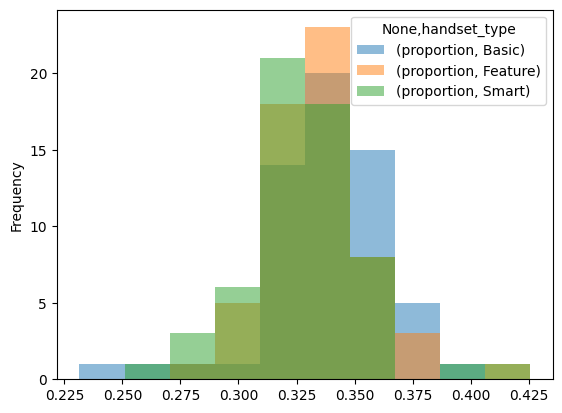 None,handset_type
(proportion, Basic)
(proportion, Feature)
(proportion, Smart)
Frequency
20
15
10
5
0
0.225 0.250 0.275 0.300 0.325 0.350 0.375 0.400 0.425